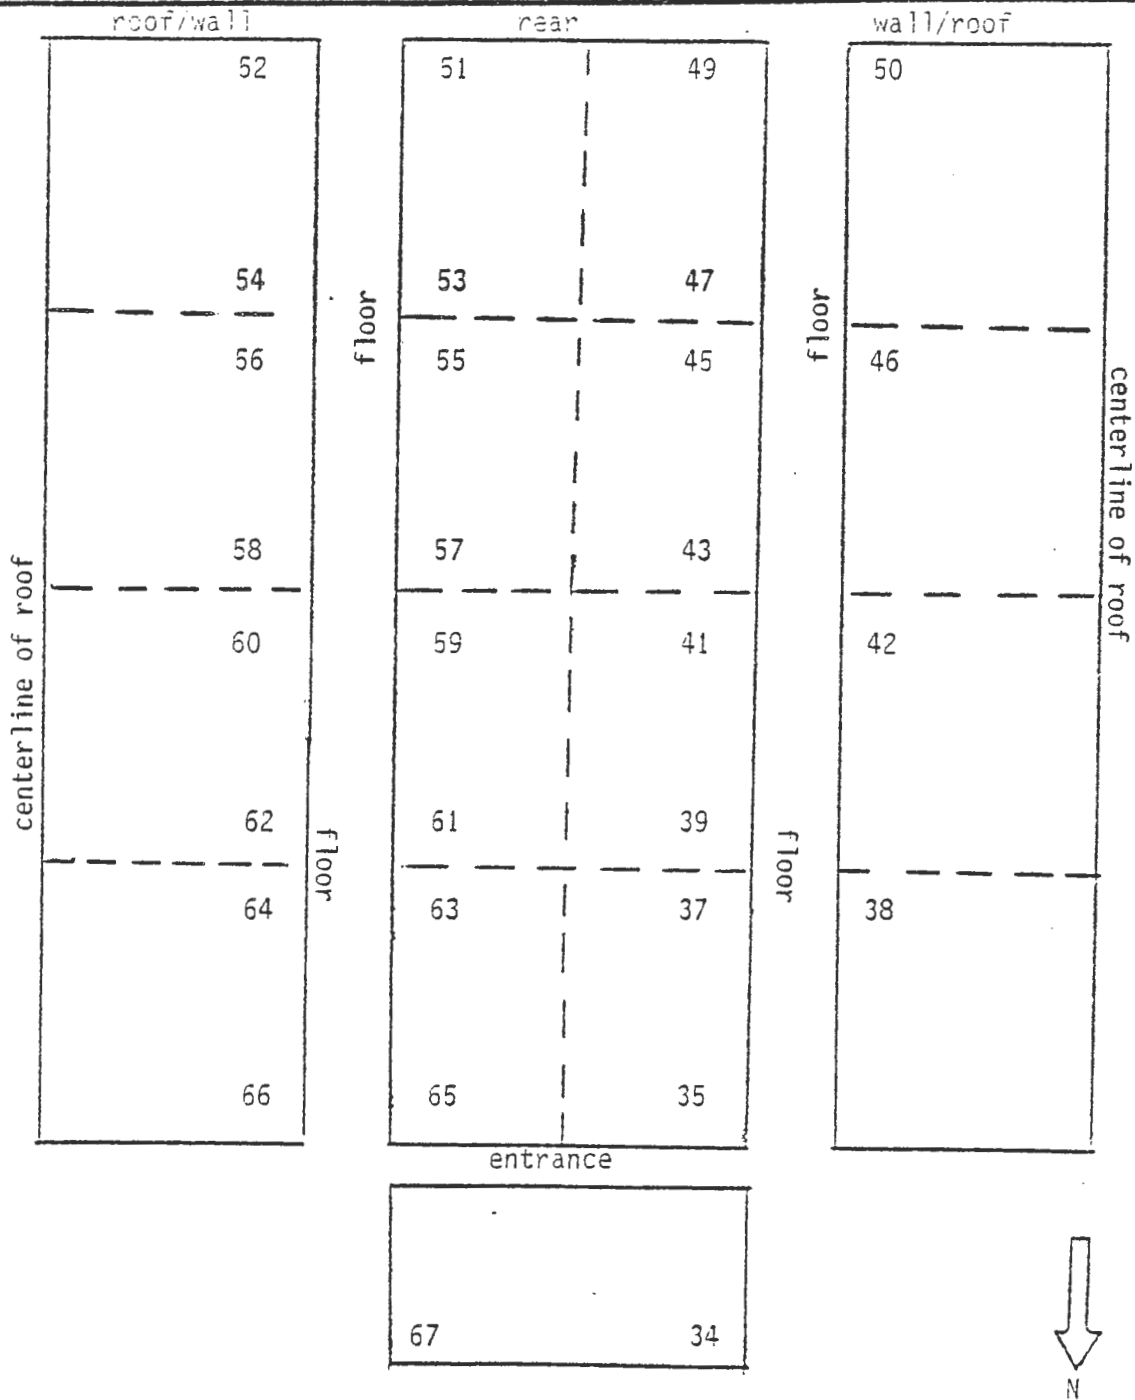 roof/wall rear wall/roof
52 51 49 50
54 53 47
floor floor
56 55 45 46
centerline of roof
58 57 43
centerline of roof
60 59 41 42
62 61 39
floor floor
64 63 37 38
66 65 35
entrance
67 34
N